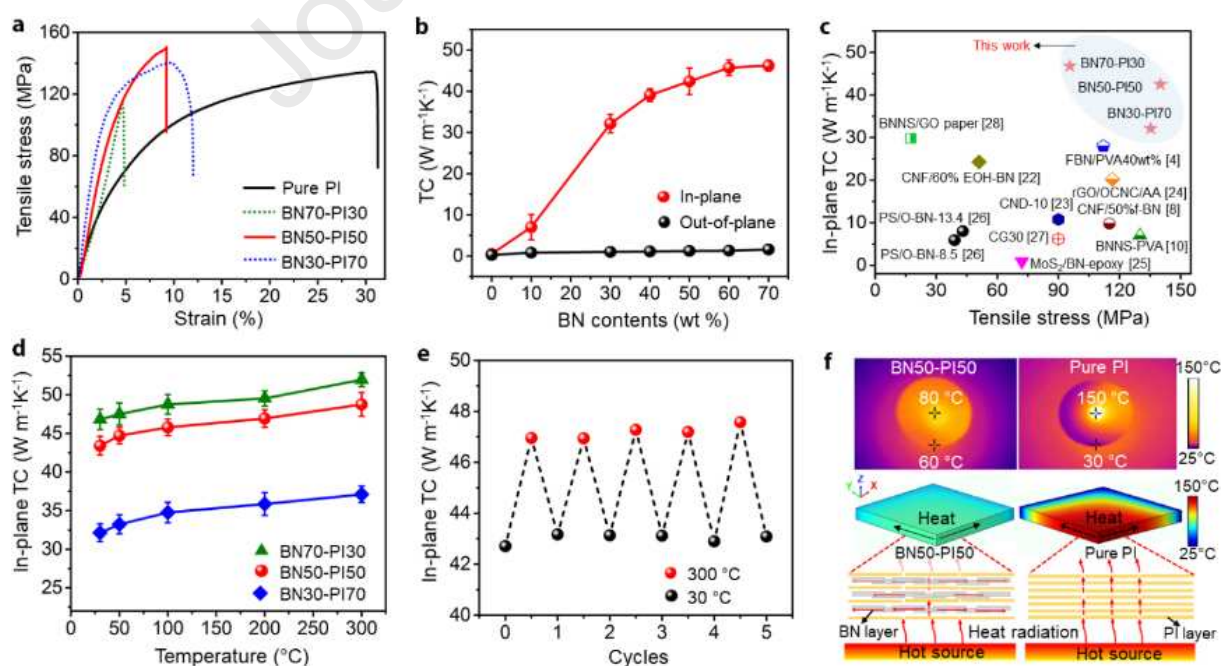 Jou
a
160
120
80
40
0
Tensile stress (MPa)
Pure PI
BN70-PI30
BN50-PI50
BN30-PI70
0 5 10 15 20 25 30
Strain (%)
b
50
40
30
20
10
0
TC (W m⁻¹K⁻¹)
In-plane
Out-of-plane
0 10 20 30 40 50 60 70
BN contents (wt %)
c
50
40
30
20
10
0
In-plane TC (W m⁻¹K⁻¹)
This work
BN70-PI30
BN50-PI50
BN30-PI70
BNNS/GO paper [28]
FBN/PVA40wt% [4]
CNF/60% EOH-BN [22]
rGO/OCNC/AA [24]
CND-10 [23]
CNF/50%f-BN [8]
PS/O-BN-13.4 [26]
CG30 [27]
BNNS-PVA [10]
PS/O-BN-8.5 [26]
MoS₂/BN-epoxy [25]
0 30 60 90 120 150
Tensile stress (MPa)
d
55
50
45
40
35
30
25
In-plane TC (W m⁻¹K⁻¹)
BN70-PI30
BN50-PI50
BN30-PI70
0 50 100 150 200 250 300
Temperature (°C)
e
50
48
46
44
42
40
In-plane TC (W m⁻¹K⁻¹)
300 °C
30 °C
0 1 2 3 4 5
Cycles
f
BN50-PI50
80 °C
60 °C
Pure PI
150 °C
30 °C
150°C
25°C
Y Z X
Heat
BN50-PI50
Heat
Pure PI
150°C
25°C
BN layer
Heat radiation
PI layer
Hot source
Hot source